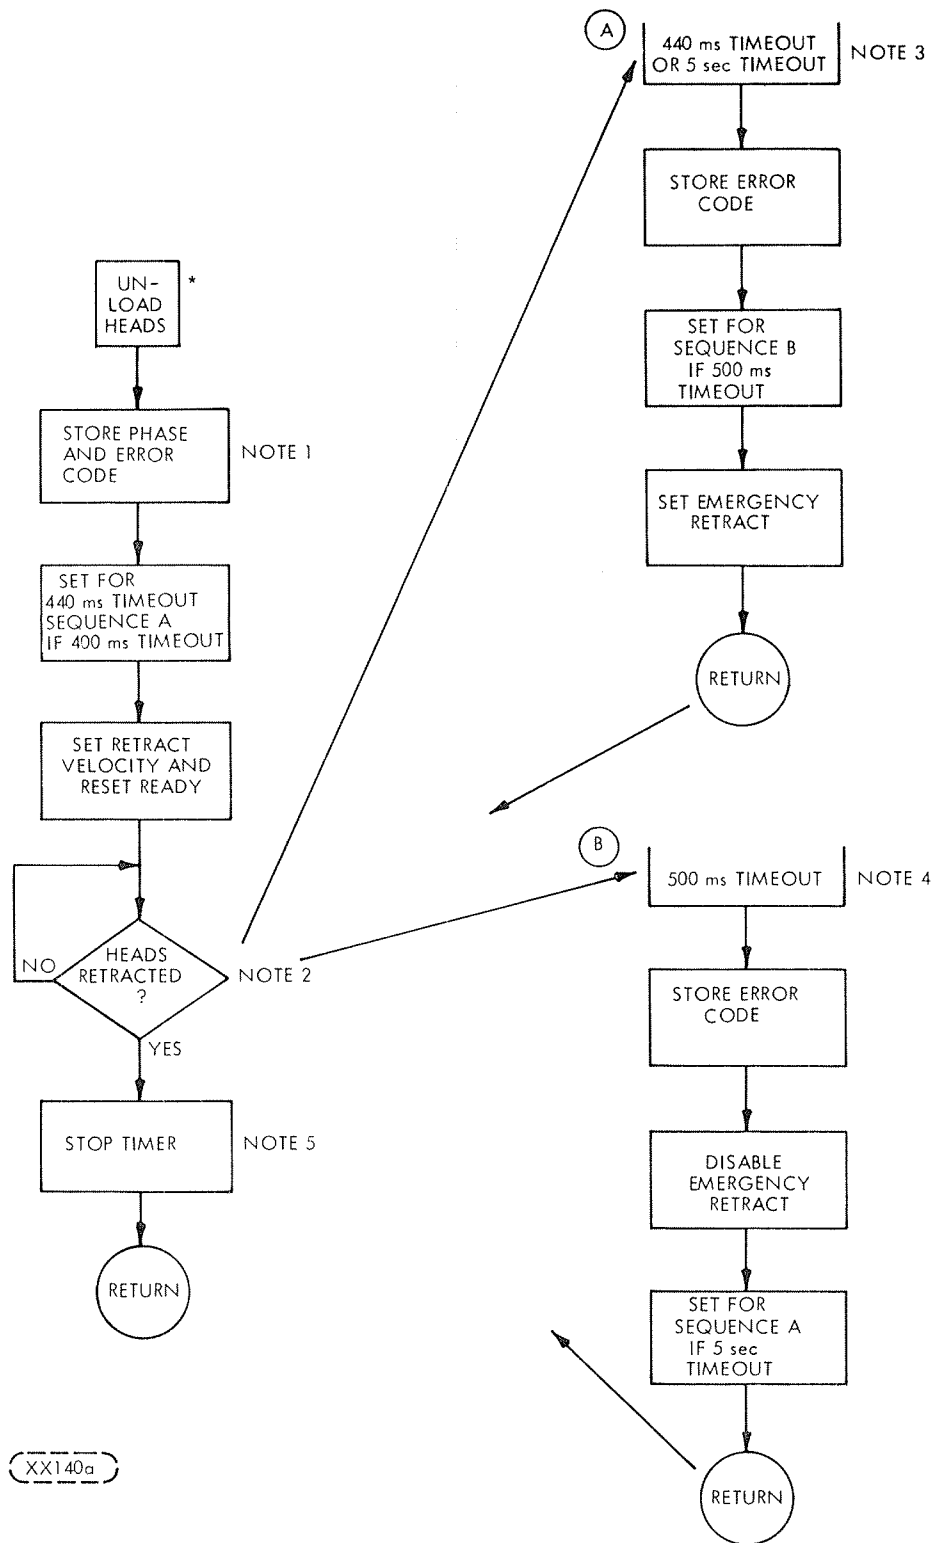 UN-
LOAD
HEADS
*
STORE PHASE
AND ERROR
CODE
NOTE 1
SET FOR
440 ms TIMEOUT
SEQUENCE A
IF 400 ms TIMEOUT
SET RETRACT
VELOCITY AND
RESET READY
HEADS
RETRACTED
?
NO
NOTE 2
YES
STOP TIMER
NOTE 5
RETURN
XX140a
A
440 ms TIMEOUT
OR 5 sec TIMEOUT
NOTE 3
STORE ERROR
CODE
SET FOR
SEQUENCE B
IF 500 ms
TIMEOUT
SET EMERGENCY
RETRACT
RETURN
B
500 ms TIMEOUT
NOTE 4
STORE ERROR
CODE
DISABLE
EMERGENCY
RETRACT
SET FOR
SEQUENCE A
IF 5 sec
TIMEOUT
RETURN